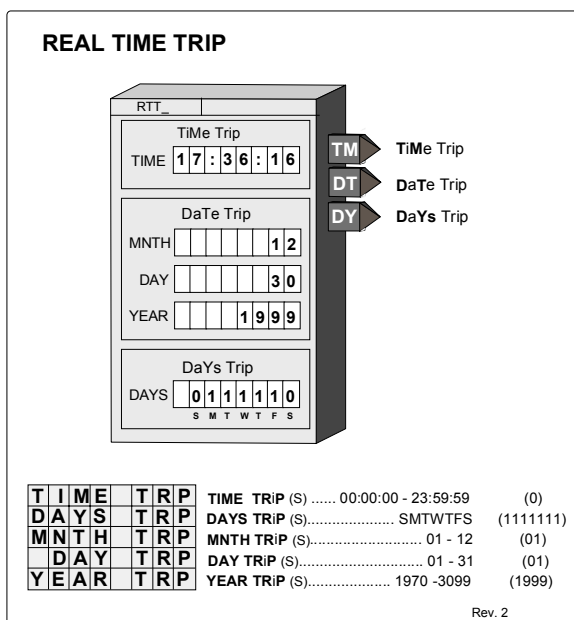 REAL TIME TRIP
RTT_
TiMe Trip
TIME 17:36:16
TM TiMe Trip
DT DaTe Trip
DY DaYs Trip
DaTe Trip
MNTH 12
DAY 30
YEAR 1999
DaYs Trip
DAYS 0111110
S M T W T F S
TIME TRP TIME TRiP (S) ...... 00:00:00 - 23:59:59 (0)
DAYS TRP DAYS TRiP (S)..................... SMTWTFS (1111111)
MNTH TRP MNTH TRiP (S)........................... 01 - 12 (01)
DAY TRP DAY TRiP (S).............................. 01 - 31 (01)
YEAR TRP YEAR TRiP (S).................... 1970 -3099 (1999)
Rev. 2